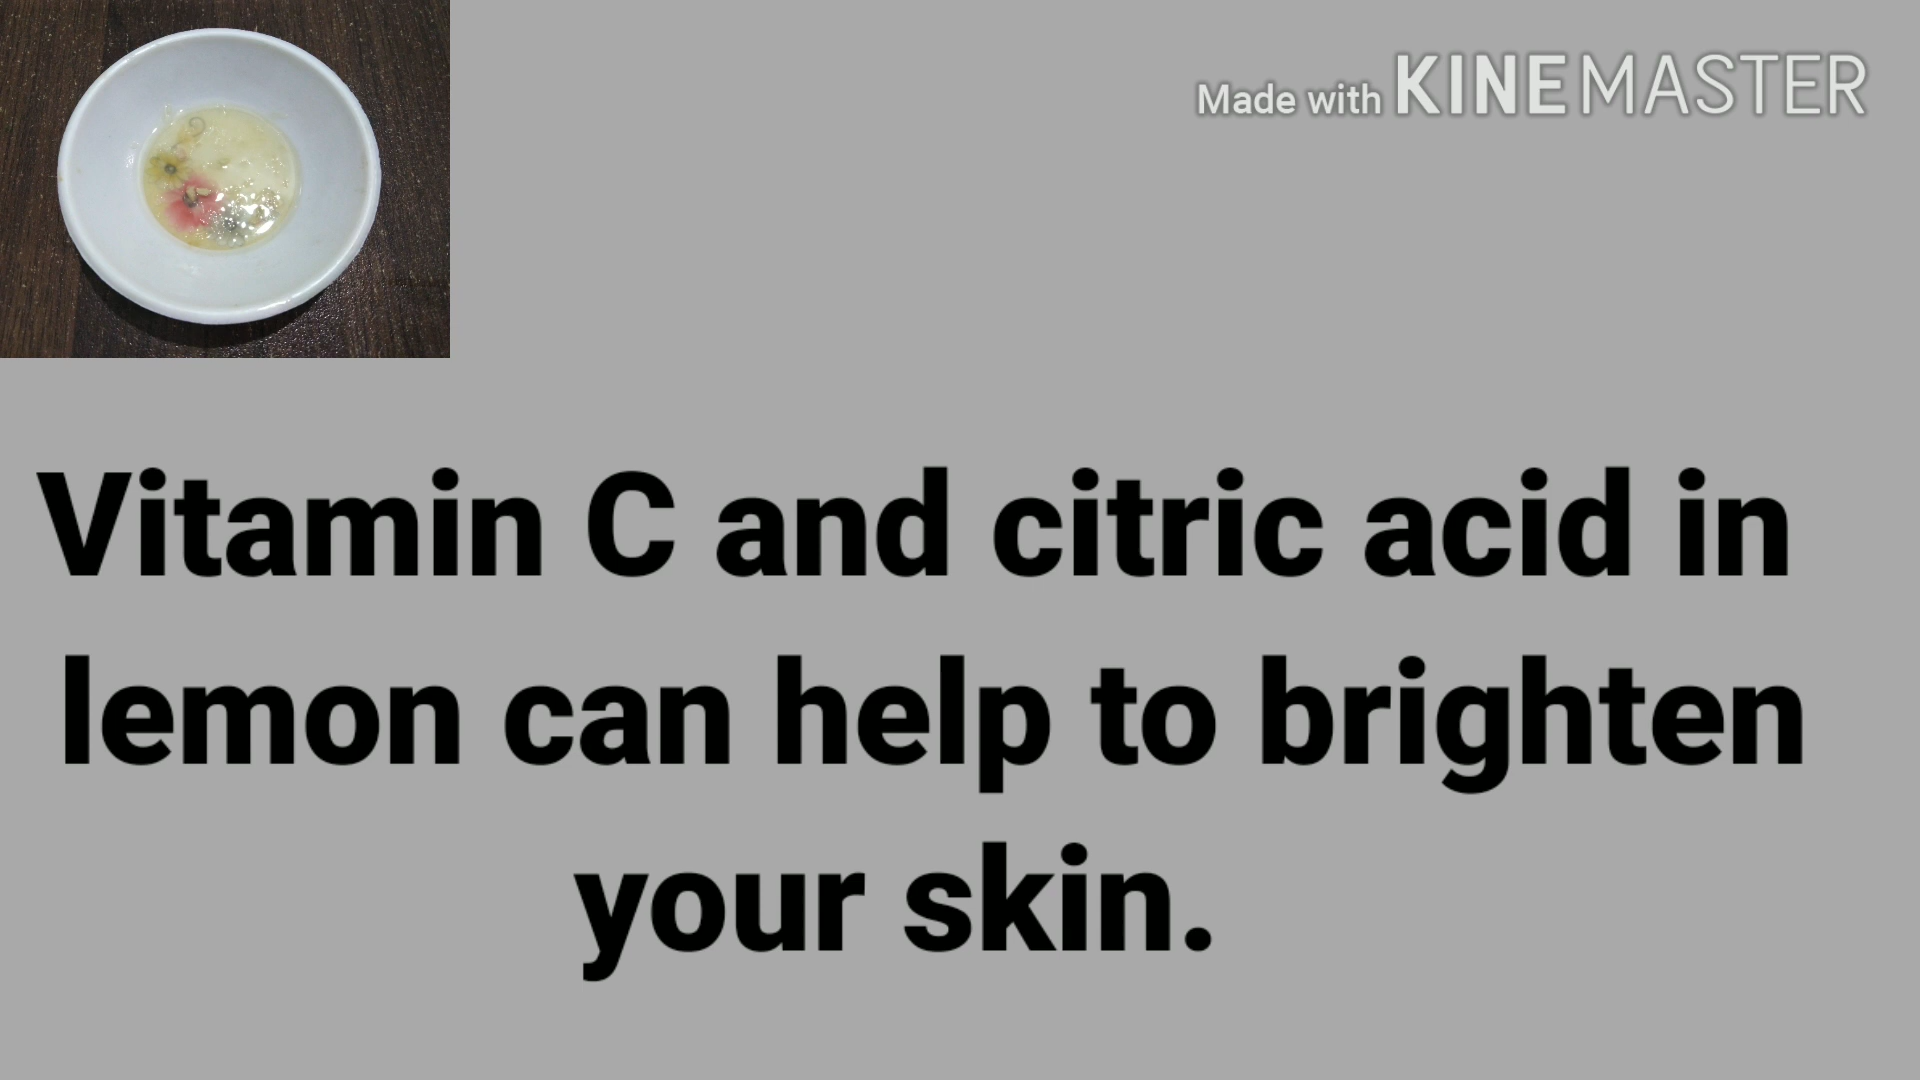 Made with KINEMASTER
Vitamin C and citric acid in
lemon can help to brighten
your skin.